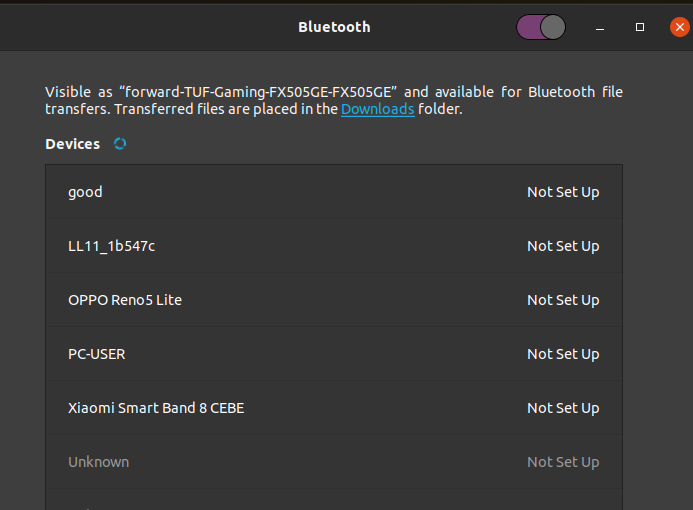 Bluetooth
Visible as “forward-TUF-Gaming-FX505GE-FX505GE” and available for Bluetooth file
transfers. Transferred files are placed in the Downloads folder.
Devices
good Not Set Up
LL11_1b547c Not Set Up
OPPO Reno5 Lite Not Set Up
PC-USER Not Set Up
Xiaomi Smart Band 8 CEBE Not Set Up
Unknown Not Set Up